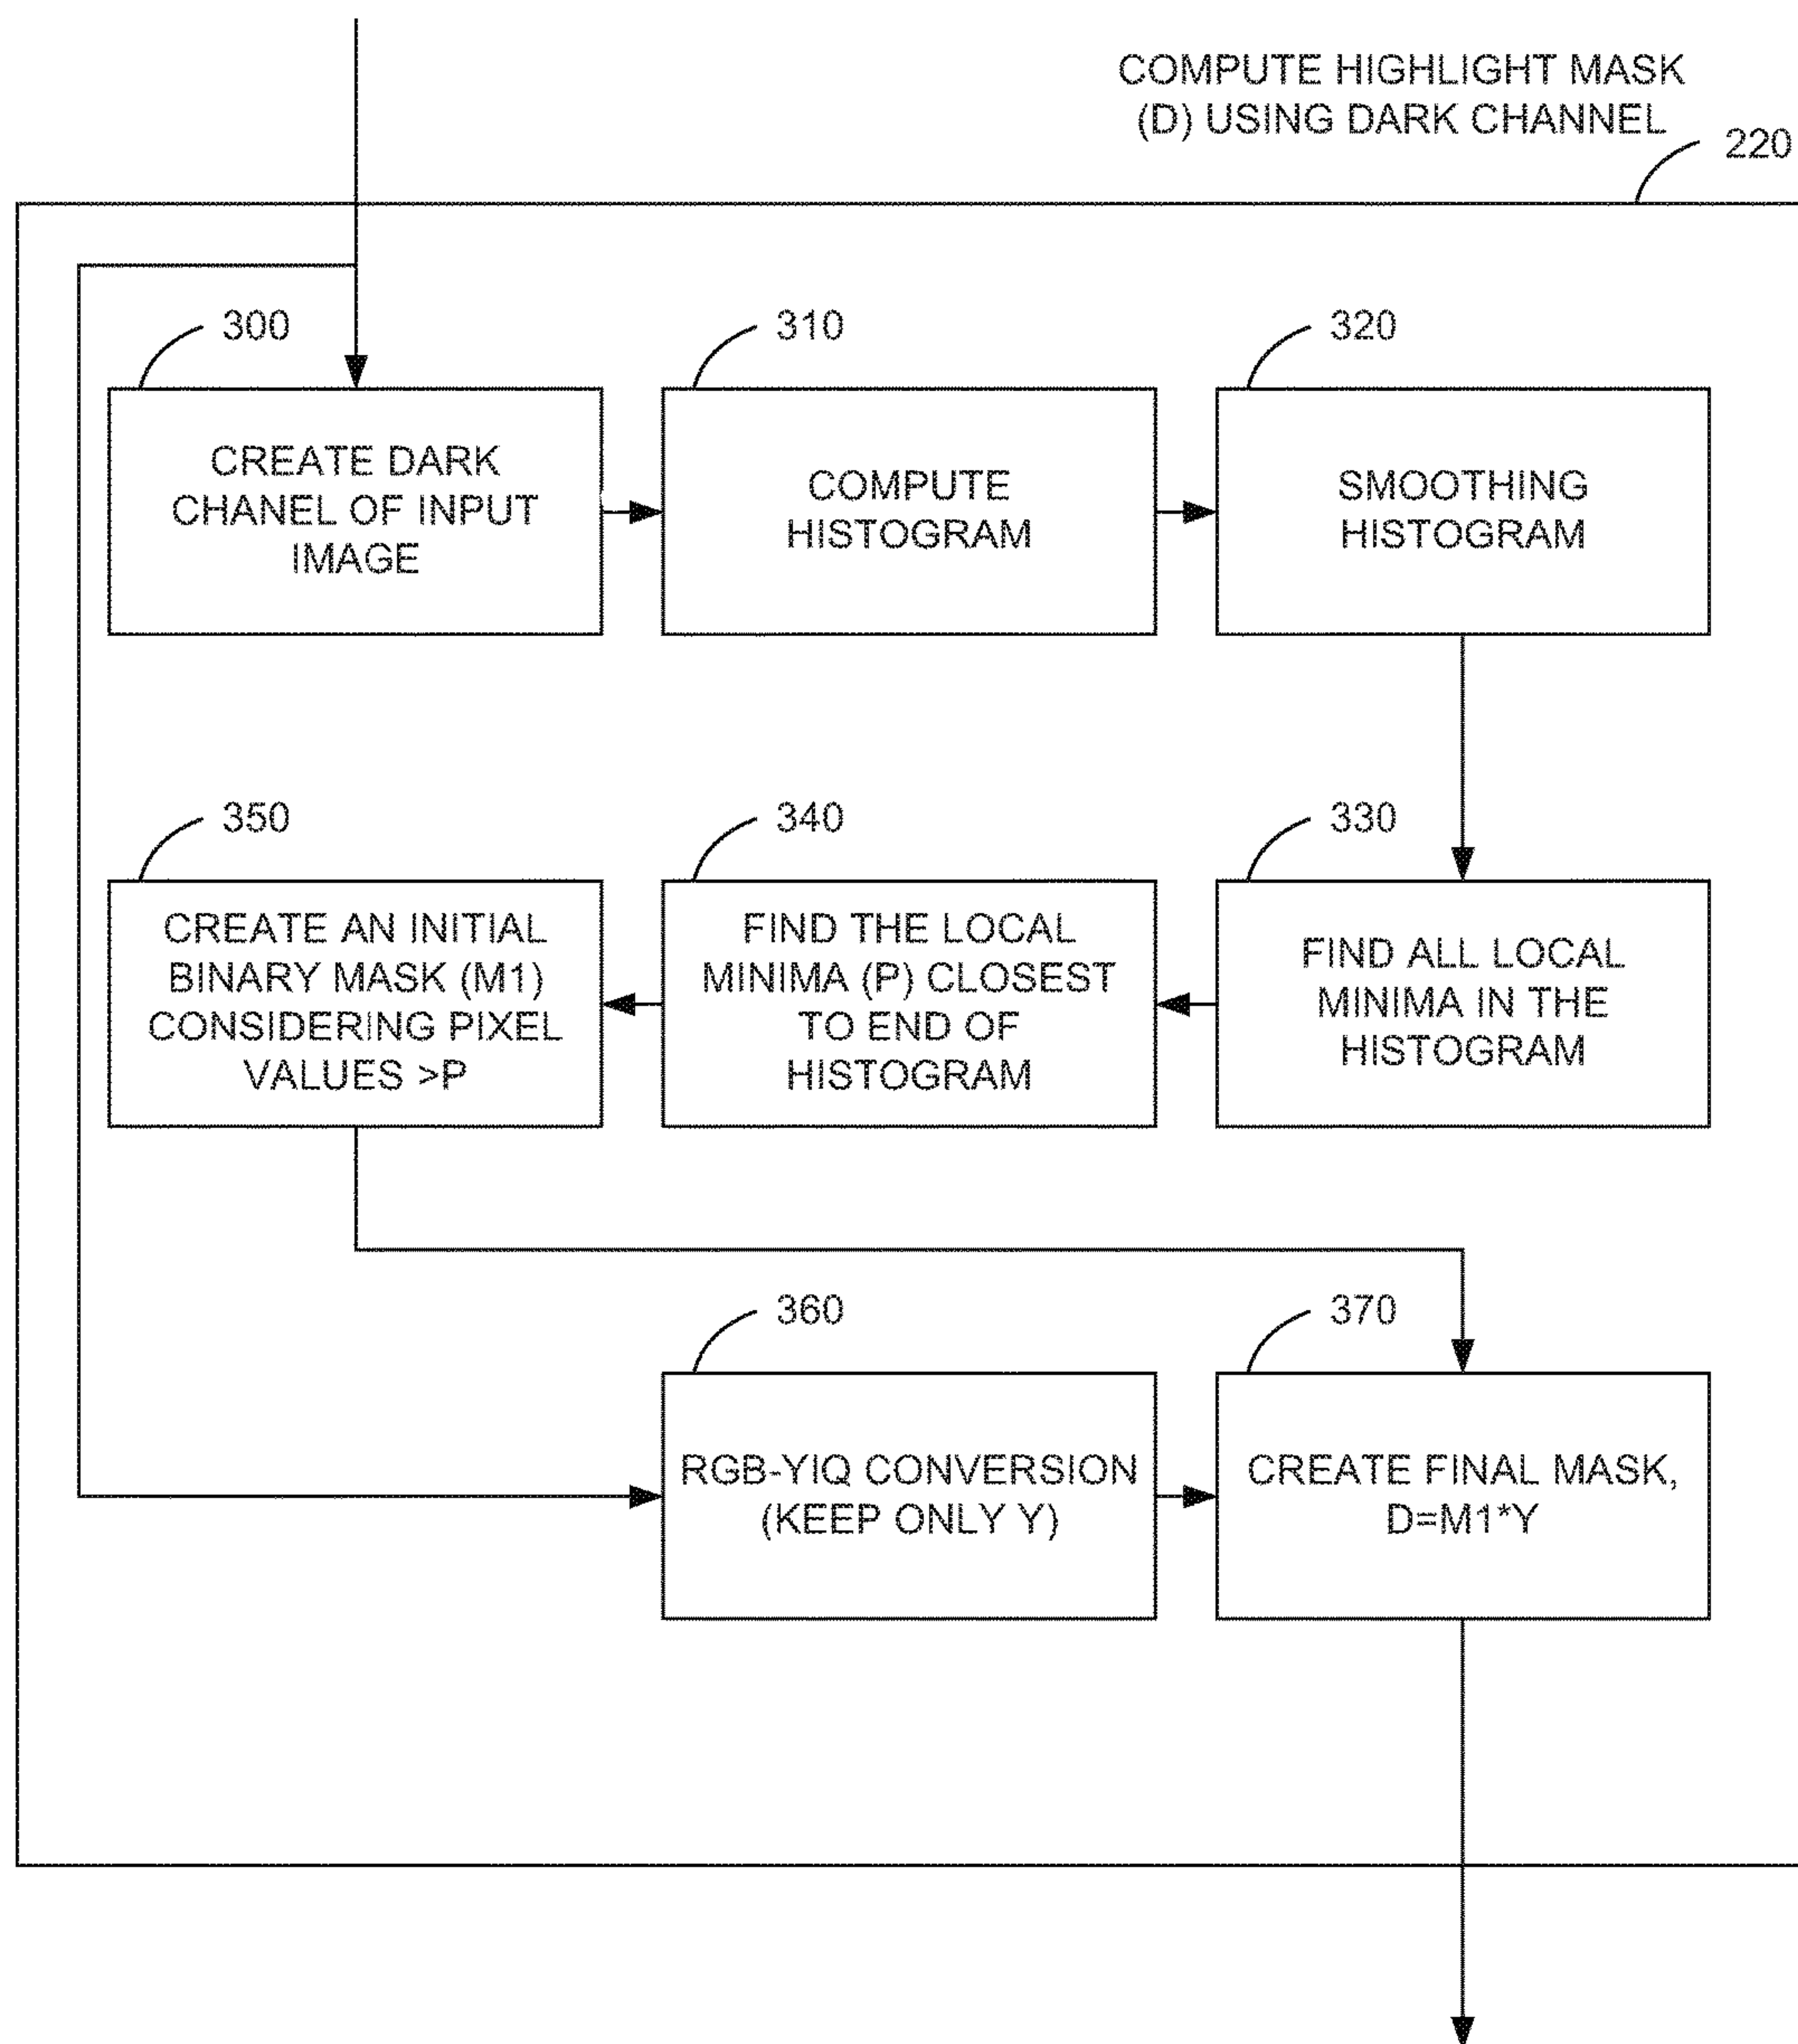 COMPUTE HIGHLIGHT MASK
(D) USING DARK CHANNEL
220
300
CREATE DARK
CHANEL OF INPUT
IMAGE
310
COMPUTE
HISTOGRAM
320
SMOOTHING
HISTOGRAM
350
CREATE AN INITIAL
BINARY MASK (M1)
CONSIDERING PIXEL
VALUES >P
340
FIND THE LOCAL
MINIMA (P) CLOSEST
TO END OF
HISTOGRAM
330
FIND ALL LOCAL
MINIMA IN THE
HISTOGRAM
360
RGB-YIQ CONVERSION
(KEEP ONLY Y)
370
CREATE FINAL MASK,
D=M1*Y